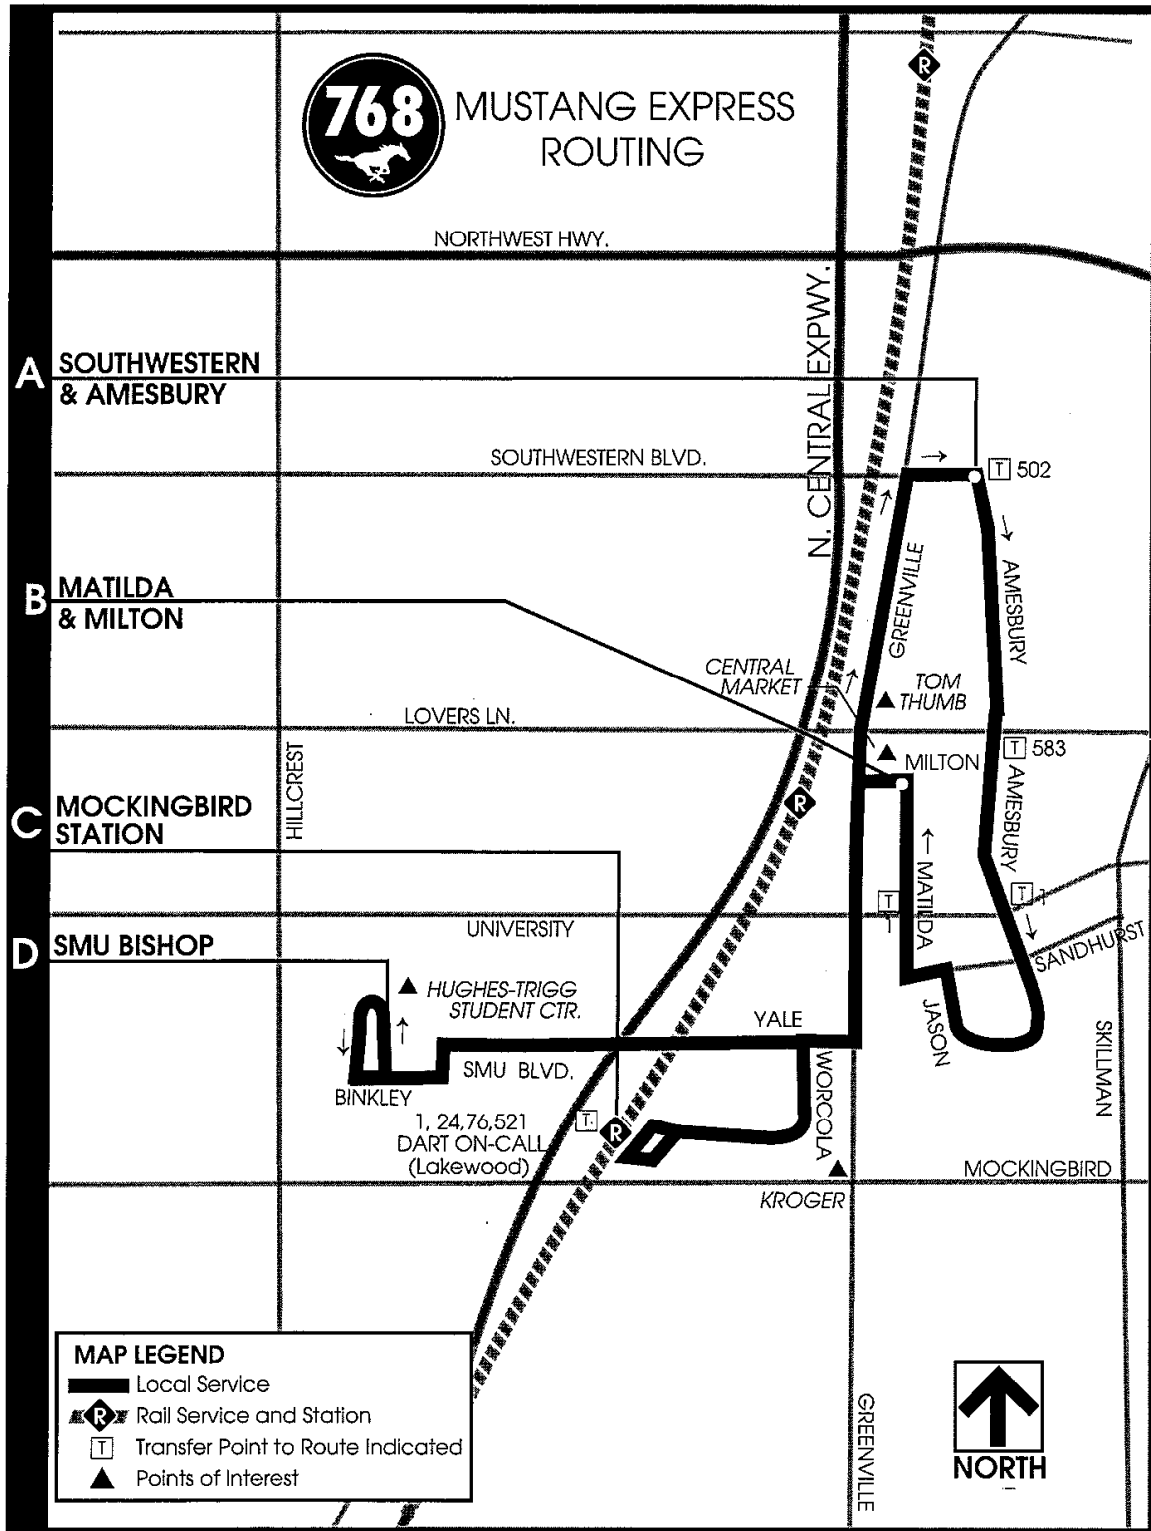 768
MUSTANG EXPRESS
ROUTING
R
NORTHWEST HWY.
N. CENTRAL EXPWY.
A
SOUTHWESTERN
& AMESBURY
SOUTHWESTERN BLVD.
T 502
GREENVILLE
AMESBURY
B
MATILDA
& MILTON
CENTRAL
MARKET
TOM
THUMB
LOVERS LN.
T 583
MILTON
AMESBURY
HILLCREST
C
MOCKINGBIRD
STATION
R
MATILDA
T 1
T 1
UNIVERSITY
SANDHURST
D
SMU BISHOP
HUGHES-TRIGG
STUDENT CTR.
YALE
JASON
SKILLMAN
SMU BLVD.
BINKLEY
WORCOLA
1, 24,76,521
DART ON-CALL
(Lakewood)
T
R
MOCKINGBIRD
KROGER
GREENVILLE
MAP LEGEND
Local Service
R Rail Service and Station
T Transfer Point to Route Indicated
Points of Interest
NORTH